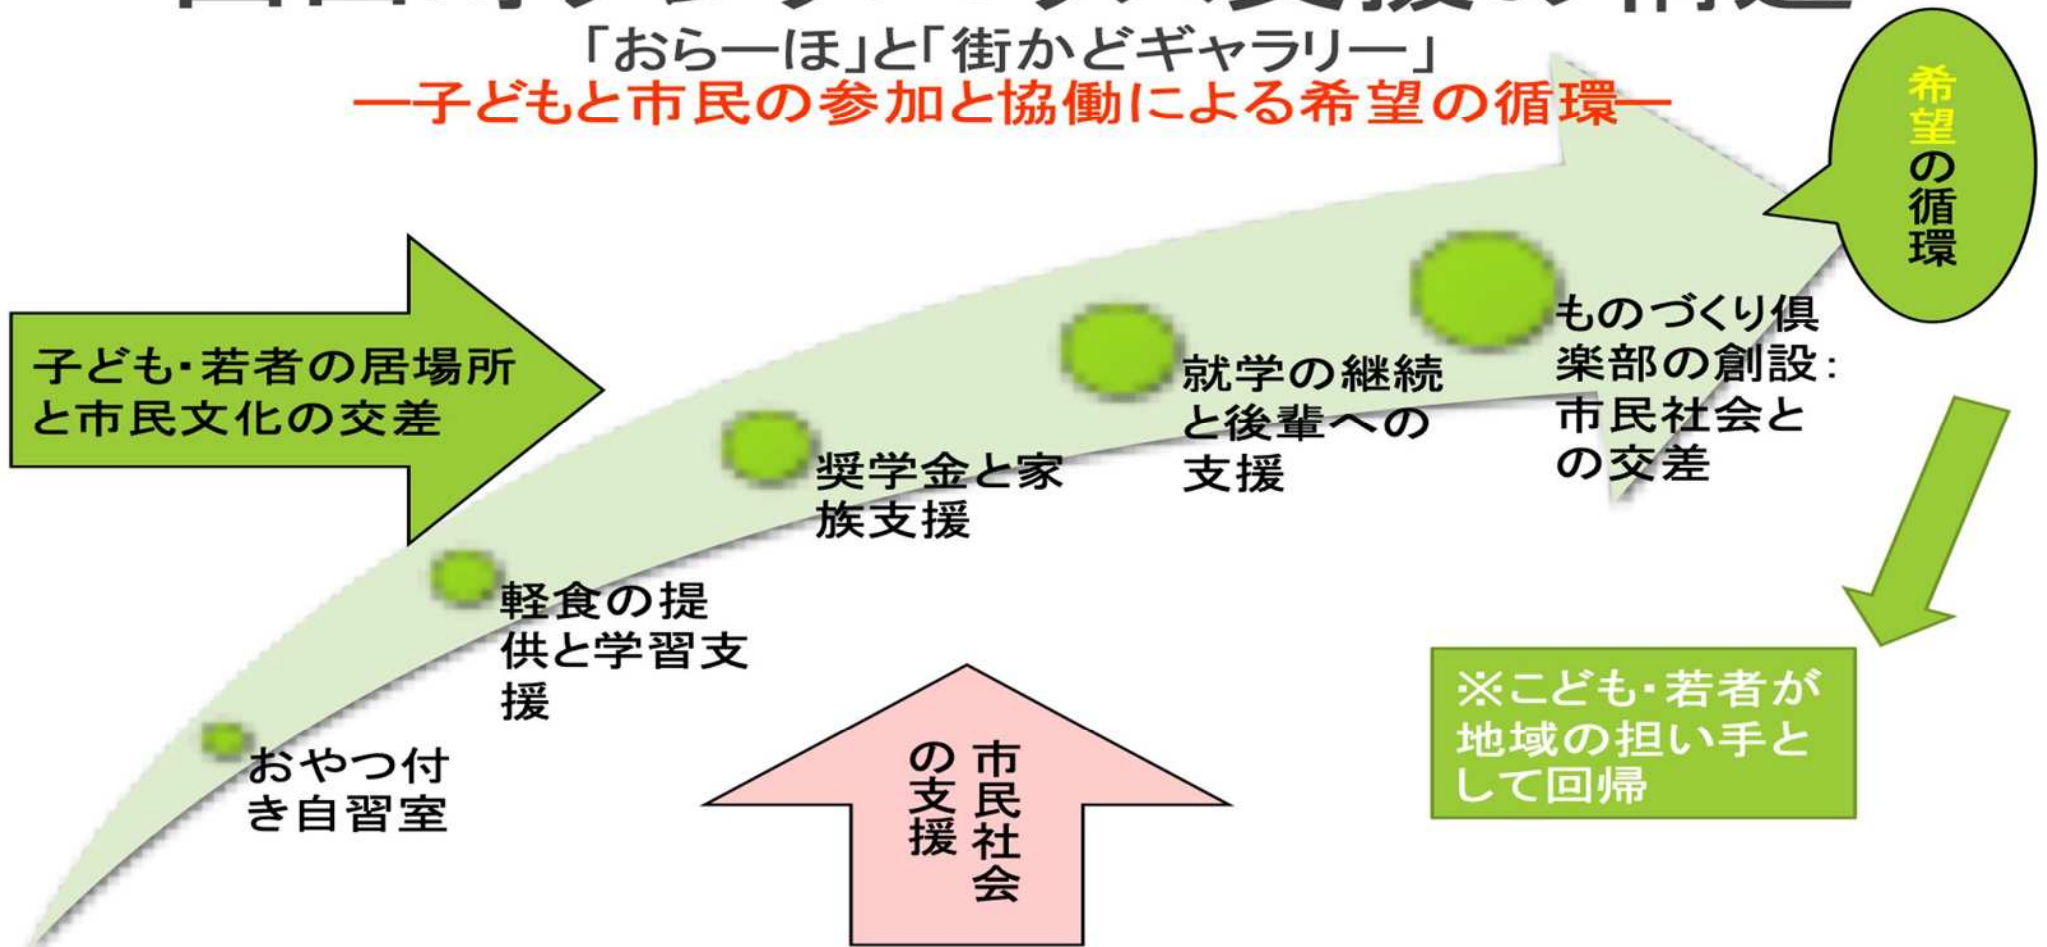 「おらーほ」と「街かどギャラリー」
ー子どもと市民の参加と協働による希望の循環ー
希望の循環
子ども・若者の居場所
と市民文化の交差
ものづくり倶
楽部の創設：
市民社会と
の交差
就学の継続
と後輩への
支援
奨学金と家
族支援
軽食の提
供と学習支
援
おやつ付
き自習室
市民社会
の支援
※こども・若者が
地域の担い手と
して回帰